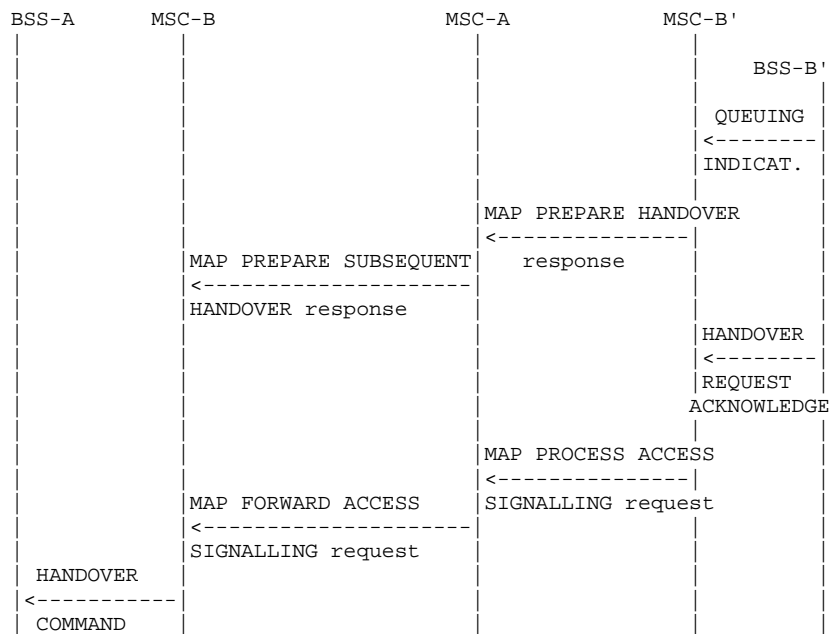 BSS-A MSC-B MSC-A MSC-B'
BSS-B'
QUEUING
INDICAT.
MAP PREPARE HANDOVER
MAP PREPARE SUBSEQUENT response
HANDOVER response
HANDOVER
REQUEST
ACKNOWLEDGE
MAP PROCESS ACCESS
MAP FORWARD ACCESS SIGNALLING request
SIGNALLING request
HANDOVER
COMMAND